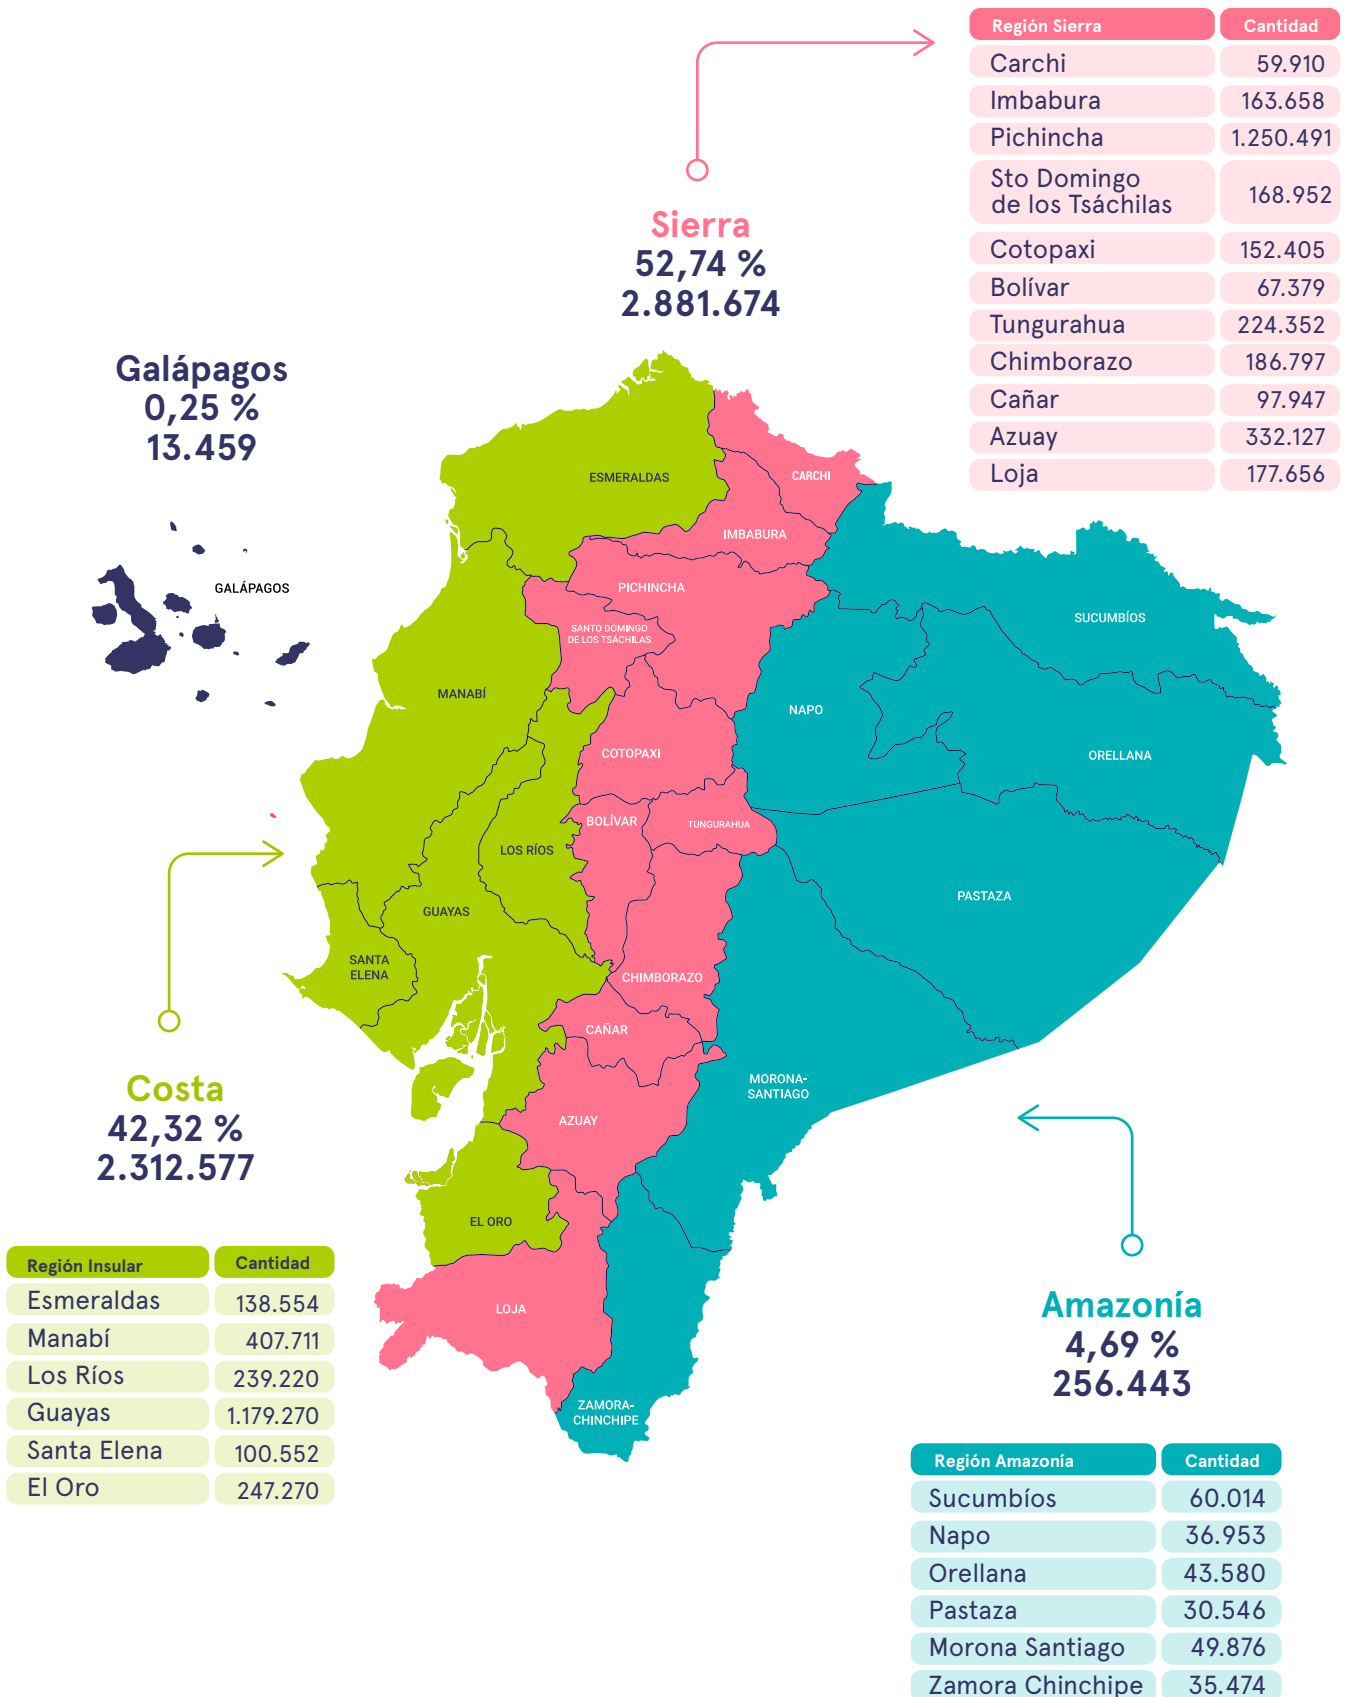 Región Sierra Cantidad
Carchi 59.910
Imbabura 163.658
Pichincha 1.250.491
Sto Domingo
de los Tsáchilas 168.952
Cotopaxi 152.405
Bolívar 67.379
Tungurahua 224.352
Chimborazo 186.797
Cañar 97.947
Azuay 332.127
Loja 177.656
Sierra
52,74 %
2.881.674
Galápagos
0,25 %
13.459
GALÁPAGOS
ESMERALDAS
CARCHI
IMBABURA
PICHINCHA
SANTO DOMINGO
DE LOS TSÁCHILAS
SUCUMBÍOS
MANABÍ
NAPO
COTOPAXI
ORELLANA
BOLÍVAR
TUNGURAHUA
LOS RÍOS
PASTAZA
GUAYAS
SANTA
ELENA
CHIMBORAZO
CAÑAR
MORONA-
SANTIAGO
AZUAY
EL ORO
LOJA
ZAMORA-
CHINCHIPE
Costa
42,32 %
2.312.577
Región Insular Cantidad
Esmeraldas 138.554
Manabí 407.711
Los Ríos 239.220
Guayas 1.179.270
Santa Elena 100.552
El Oro 247.270
Amazonía
4,69 %
256.443
Región Amazonía Cantidad
Sucumbíos 60.014
Napo 36.953
Orellana 43.580
Pastaza 30.546
Morona Santiago 49.876
Zamora Chinchipe 35.474